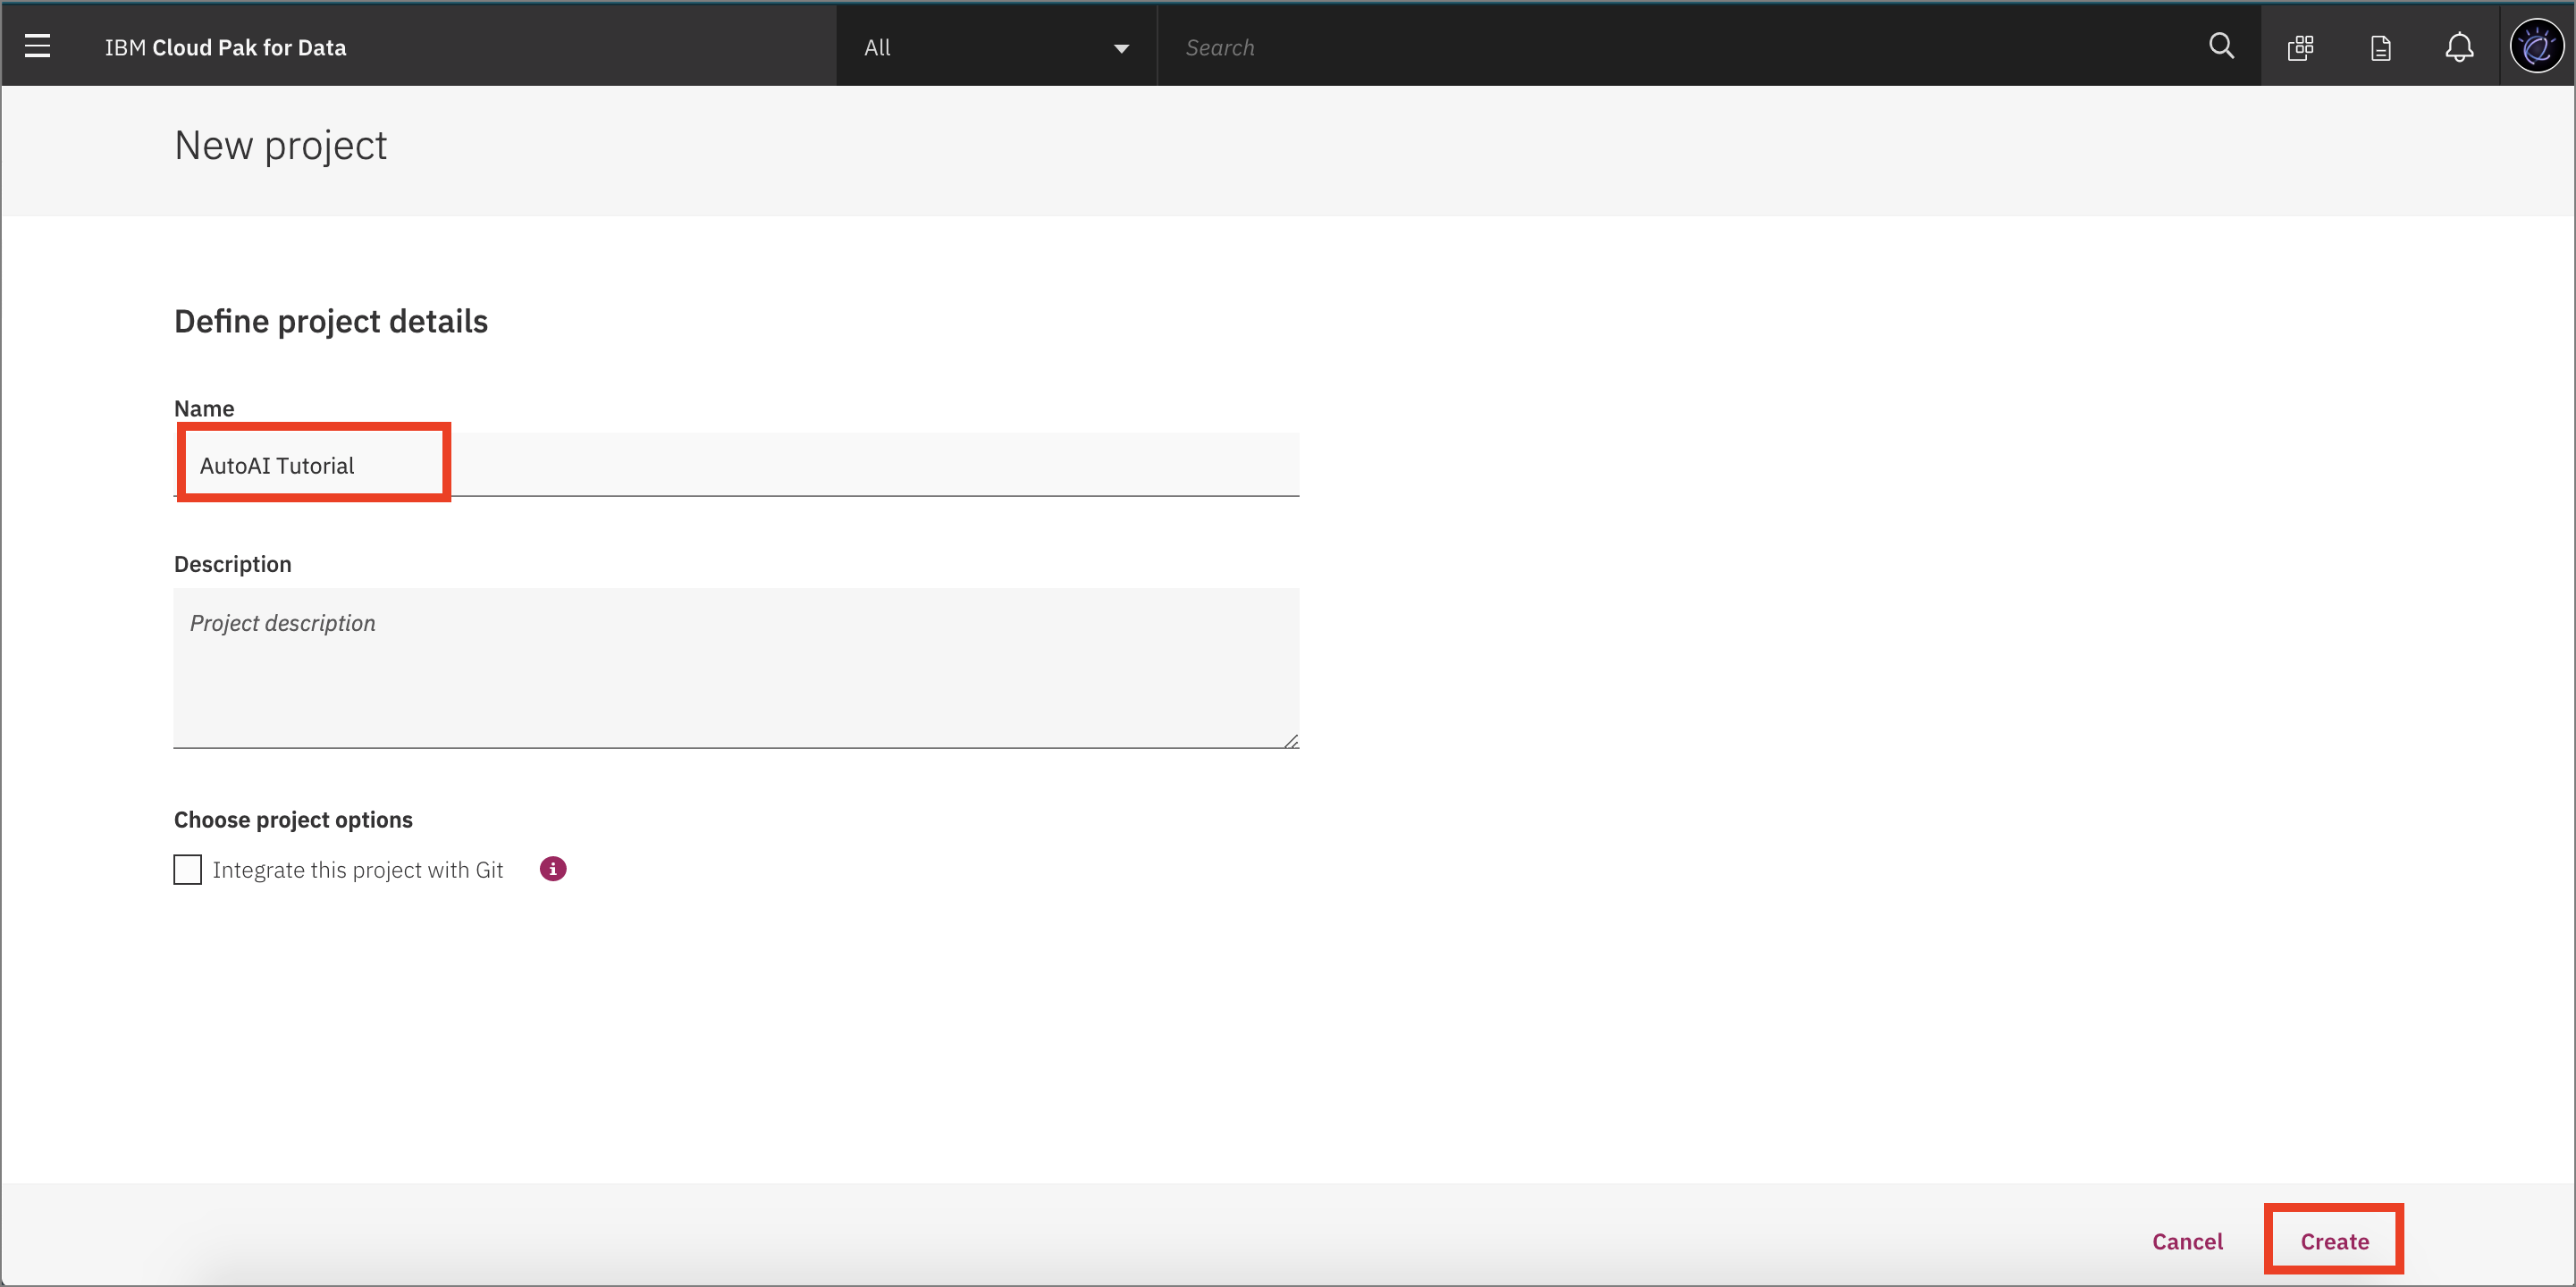 IBM Cloud Pak for Data
All
Search
New project
Define project details
Name
AutoAI Tutorial
Description
Project description
Choose project options
Integrate this project with Git
Cancel
Create